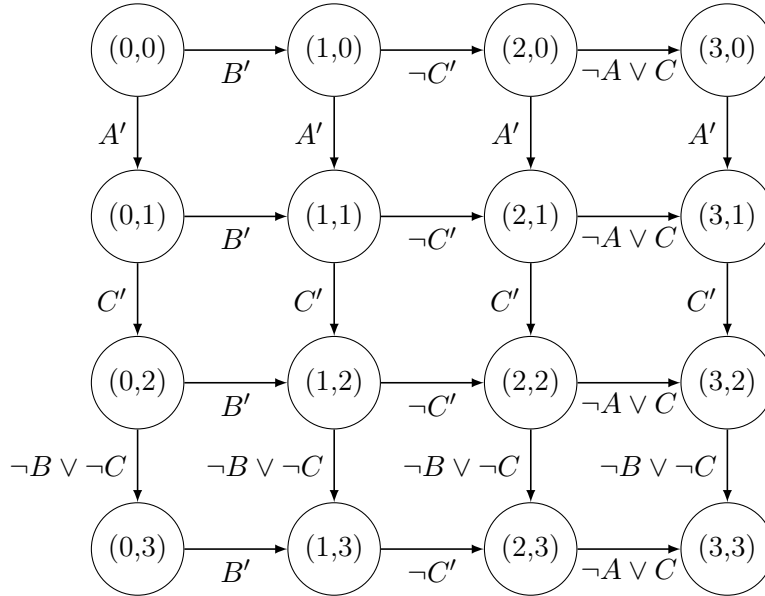 (0,0) (1,0) (2,0) (3,0)
B′ ¬C′ ¬A ∨ C
A′ A′ A′ A′
(0,1) (1,1) (2,1) (3,1)
B′ ¬C′ ¬A ∨ C
C′ C′ C′ C′
(0,2) (1,2) (2,2) (3,2)
B′ ¬C′ ¬A ∨ C
¬B ∨ ¬C ¬B ∨ ¬C ¬B ∨ ¬C ¬B ∨ ¬C
(0,3) (1,3) (2,3) (3,3)
B′ ¬C′ ¬A ∨ C